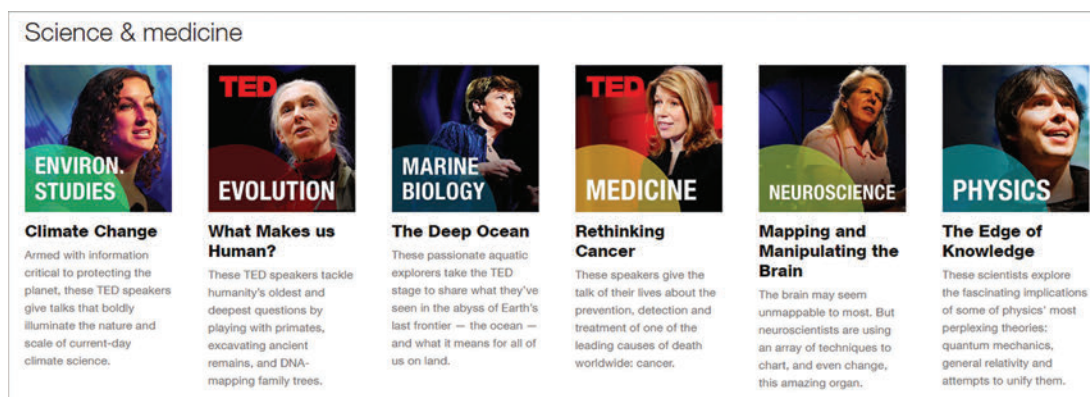 Science & medicine
ENVIRON.
STUDIES
Climate Change
Armed with information
critical to protecting the
planet, these TED speakers
give talks that boldly
illuminate the nature and
scale of current-day
climate science.
TED
EVOLUTION
What Makes us
Human?
These TED speakers tackle
humanity's oldest and
deepest questions by
playing with primates,
excavating ancient
remains, and DNA-
mapping family trees.
MARINE
BIOLOGY
The Deep Ocean
These passionate aquatic
explorers take the TED
stage to share what they've
seen in the abyss of Earth's
last frontier — the ocean —
and what it means for all of
us on land.
TED
MEDICINE
Rethinking
Cancer
These speakers give the
talk of their lives about the
prevention, detection and
treatment of one of the
leading causes of death
worldwide: cancer.
NEUROSCIENCE
Mapping and
Manipulating the
Brain
The brain may seem
unmappable to most. But
neuroscientists are using
an array of techniques to
chart, and even change,
this amazing organ.
PHYSICS
The Edge of
Knowledge
These scientists explore
the fascinating implications
of some of physics' most
perplexing theories:
quantum mechanics,
general relativity and
attempts to unify them.